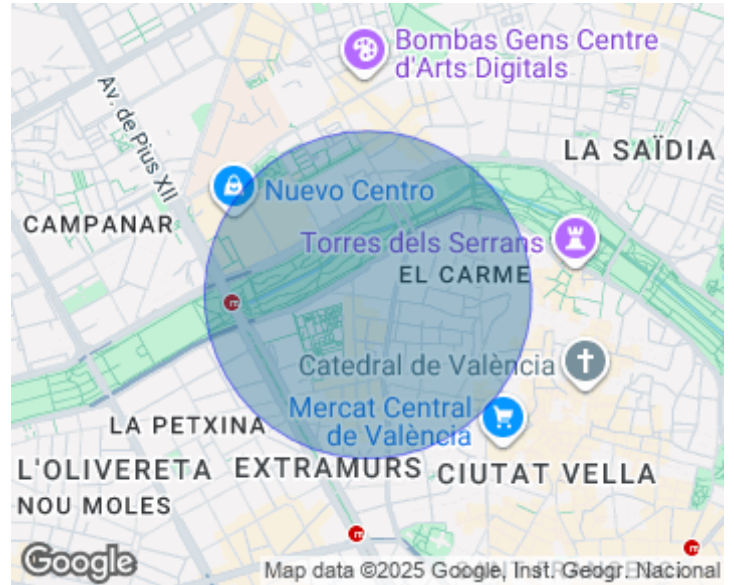 Bombas Gens Centre
d'Arts Digitals
Av. de Pius XII
LA SAÏDIA
Nuevo Centro
CAMPANAR
Torres dels Serrans
EL CARME
Catedral de València
Mercat Central
de València
LA PETXINA
L'OLIVERETA
EXTRAMURS
CIUTAT VELLA
NOU MOLES
Google
Map data ©2025 Google, Inst. Geogr. Nacional